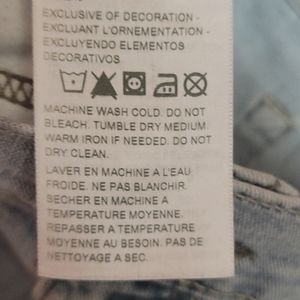 EXCLUSIVE OF DECORATION -
EXCLUANT L'ORNEMENTATION -
EXCLUYENDO ELEMENTOS
DECORATIVOS
MACHINE WASH COLD. DO NOT
BLEACH. TUMBLE DRY MEDIUM.
WARM IRON IF NEEDED. DO NOT
DRY CLEAN.
LAVER EN MACHINE A L'EAU
FROIDE. NE PAS BLANCHIR.
SECHER EN MACHINE A
TEMPERATURE MOYENNE.
REPASSER A TEMPERATURE
MOYENNE AU BESOIN. PAS DE
NETTOYAGE A SEC.